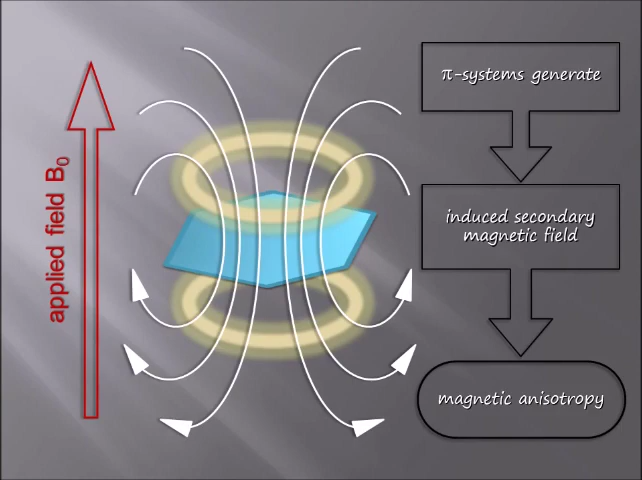 applied field B₀
π-systems generate
induced secondary
magnetic field
magnetic anisotropy